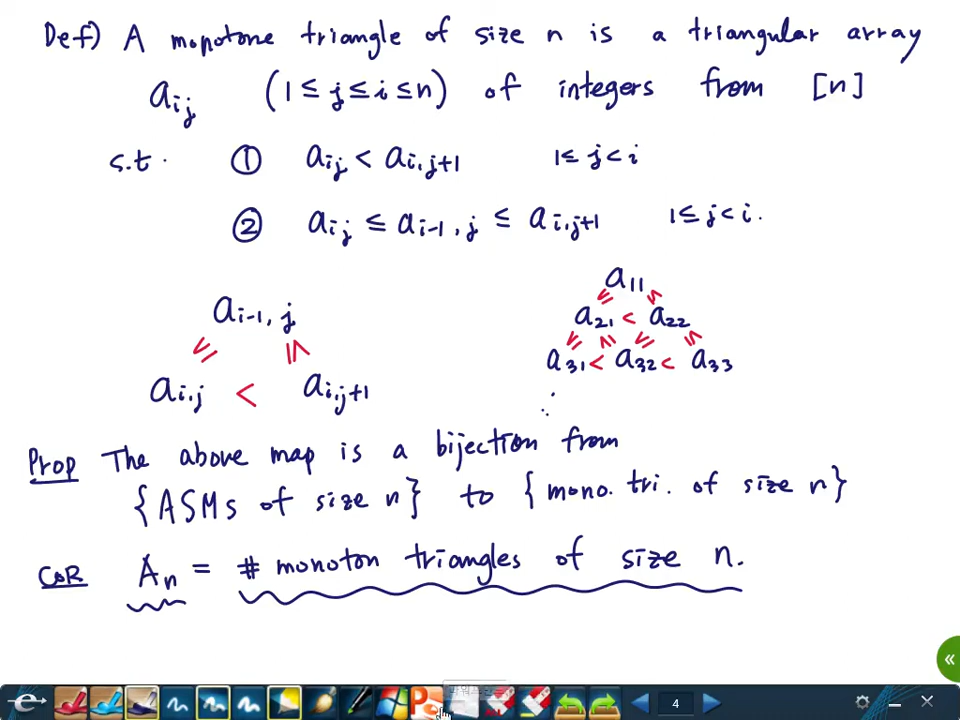 Def) A monotone triangle of size n is a triangular array
a_ij (1 ≤ j ≤ i ≤ n) of integers from [n]
s.t. ① a_ij < a_i,j+1 1 ≤ j < i
② a_ij ≤ a_i-1,j ≤ a_i,j+1 1 ≤ j < i.
a_11
a_i-1,j ≤ ≤
≤ ≤ a_21 < a_22
a_i,j < a_i,j+1 ≤ ≤ ≤ ≤
a_31 < a_32 < a_33
⋰
Prop The above map is a bijection from
{ASMs of size n} to {mono. tri. of size n}
COR A_n = # monoton triangles of size n.
4